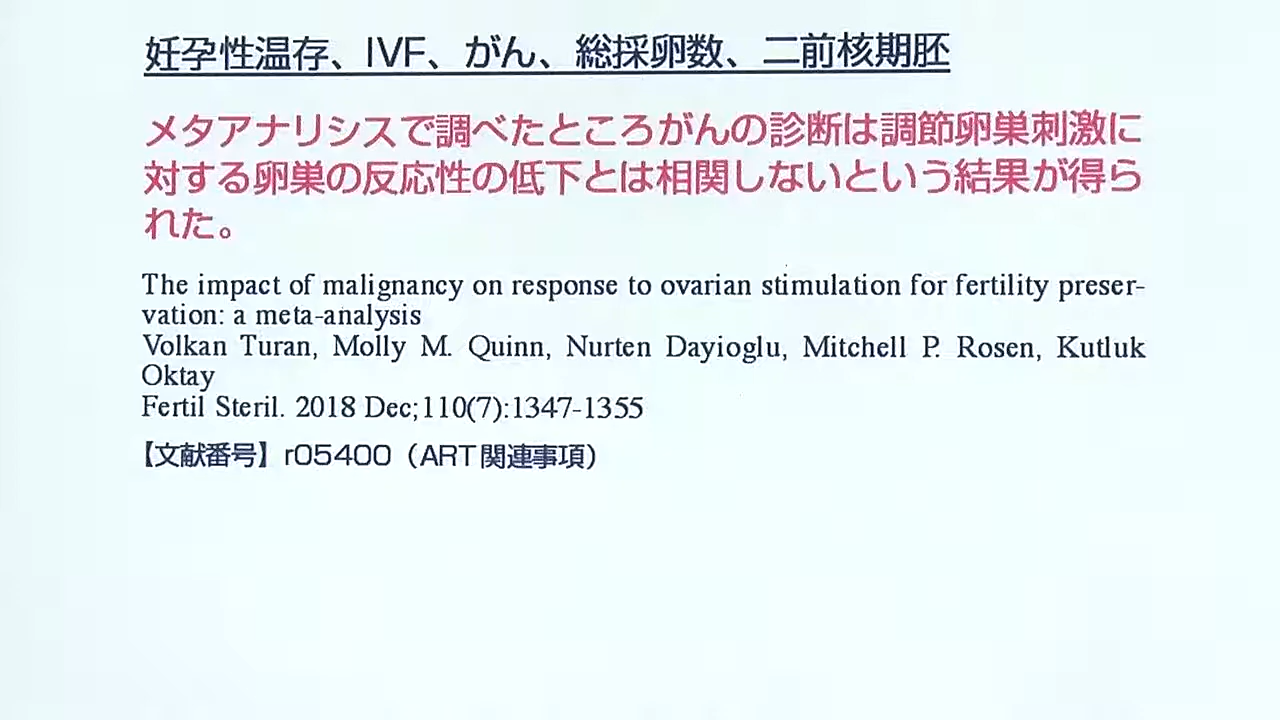 妊孕性温存、IVF、がん、総採卵数、二前核期胚
メタアナリシスで調べたところがんの診断は調節卵巣刺激に
対する卵巣の反応性の低下とは相関しないという結果が得ら
れた。
The impact of malignancy on response to ovarian stimulation for fertility preser-
vation: a meta-analysis
Volkan Turan, Molly M. Quinn, Nurten Dayioglu, Mitchell P. Rosen, Kutluk
Oktay
Fertil Steril. 2018 Dec;110(7):1347-1355
【文献番号】r05400（ART関連事項）